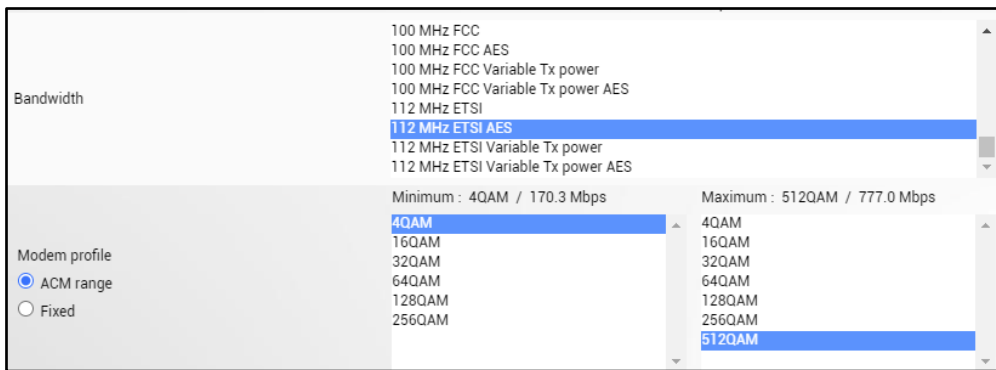 100 MHz FCC
100 MHz FCC AES
100 MHz FCC Variable Tx power
100 MHz FCC Variable Tx power AES
Bandwidth
112 MHz ETSI
112 MHz ETSI AES
112 MHz ETSI Variable Tx power
112 MHz ETSI Variable Tx power AES
Minimum : 4QAM / 170.3 Mbps
Maximum : 512QAM / 777.0 Mbps
Modem profile
ACM range
Fixed
4QAM
16QAM
32QAM
64QAM
128QAM
256QAM
4QAM
16QAM
32QAM
64QAM
128QAM
256QAM
512QAM